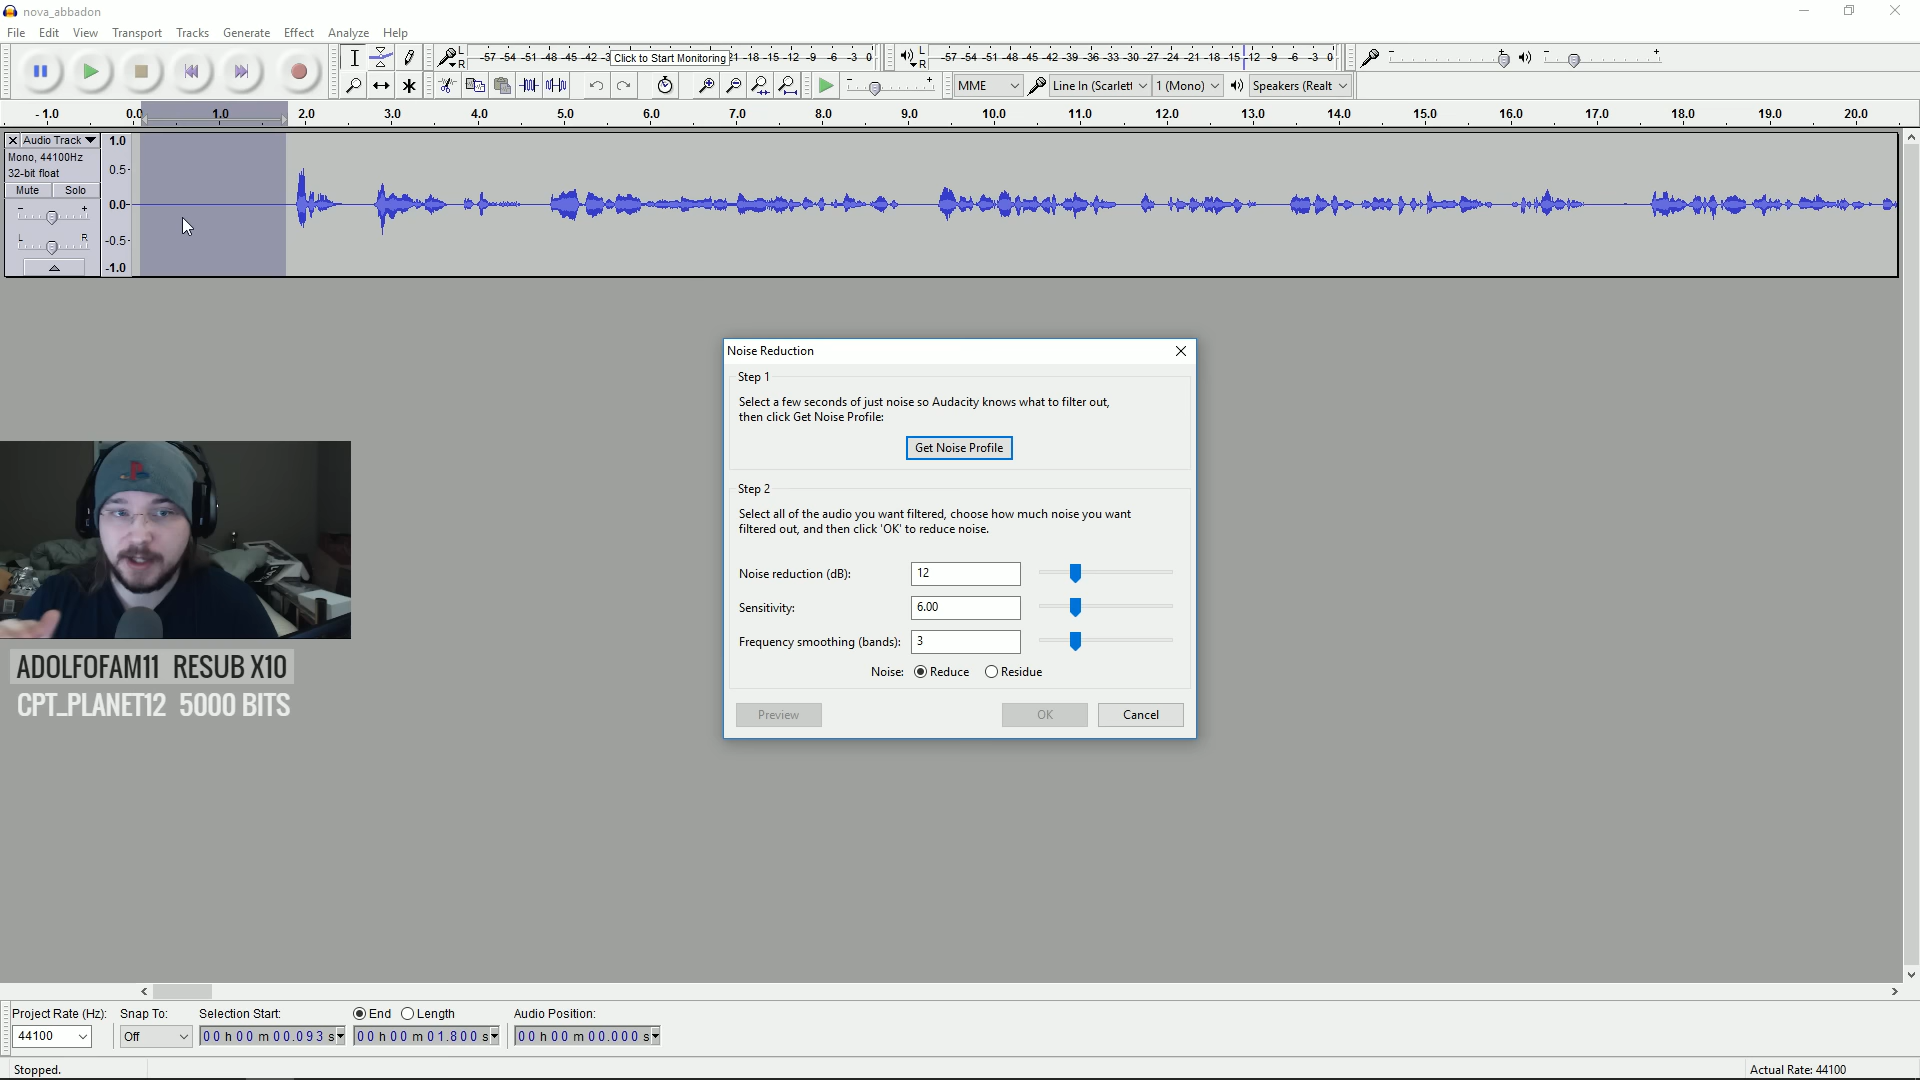 nova_abbadon
File Edit View Transport Tracks Generate Effect Analyze Help
L R -57 -54 -51 -48 -45 -42 -3 Click to Start Monitoring 21 -18 -15 -12 -9 -6 -3 0 L R -57 -54 -51 -48 -45 -42 -39 -36 -33 -30 -27 -24 -21 -18 -15 -12 -9 -6 -3 0 - + - +
- + MME Line In (Scarlett 1 (Mono) Speakers (Realt
-1.0 0.0 1.0 2.0 3.0 4.0 5.0 6.0 7.0 8.0 9.0 10.0 11.0 12.0 13.0 14.0 15.0 16.0 17.0 18.0 19.0 20.0
Audio Track 1.0
Mono, 44100Hz
32-bit float 0.5
Mute Solo
- + 0.0
L R -0.5
-1.0
Noise Reduction
Step 1
Select a few seconds of just noise so Audacity knows what to filter out,
then click Get Noise Profile:
Get Noise Profile
Step 2
Select all of the audio you want filtered, choose how much noise you want
filtered out, and then click 'OK' to reduce noise.
Noise reduction (dB): 12
Sensitivity: 6.00
Frequency smoothing (bands): 3
Noise: Reduce Residue
Preview OK Cancel
ADOLFOFAM11 RESUB X10
CPT_PLANET12 5000 BITS
Project Rate (Hz): Snap To: Selection Start: End Length Audio Position:
44100 Off 00 h 00 m 00.093 s 00 h 00 m 01.800 s 00 h 00 m 00.000 s
Stopped. Actual Rate: 44100